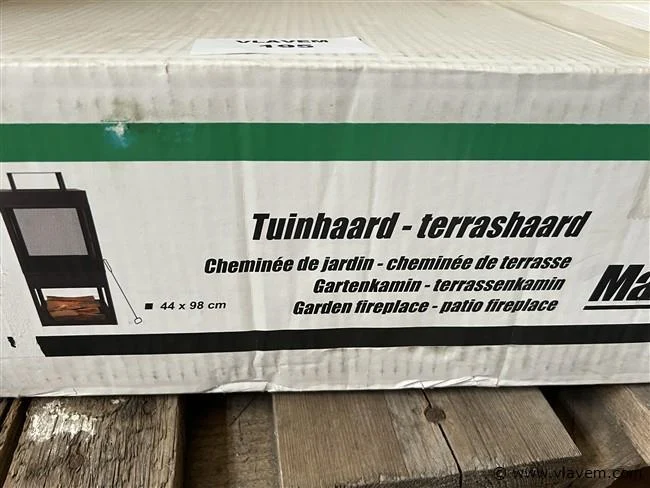 VLAVEM
195
Tuinhaard - terrashaard
Cheminée de jardin - cheminée de terrasse
Gartenkamin - terrassenkamin
Garden fireplace - patio fireplace
■ 44 x 98 cm
Ma
© www.vlavem.com